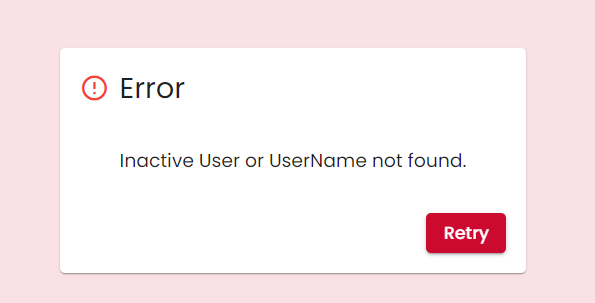 Error
Inactive User or UserName not found.
Retry